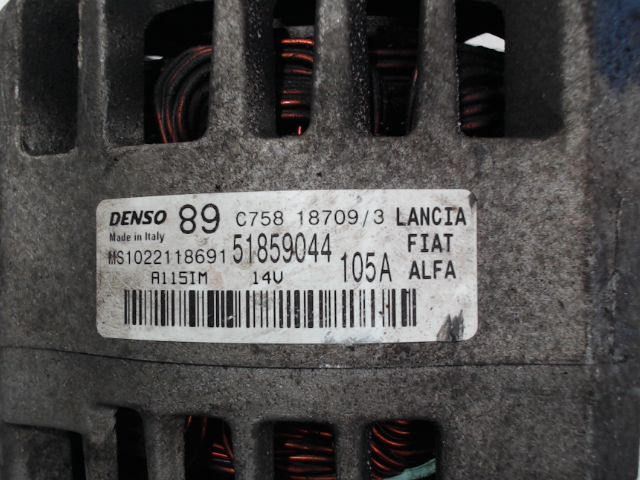 DENSO 89 C758 18709/3 LANCIA
Made in Italy FIAT
MS1022118691 51859044 105A ALFA
A115IM 14V